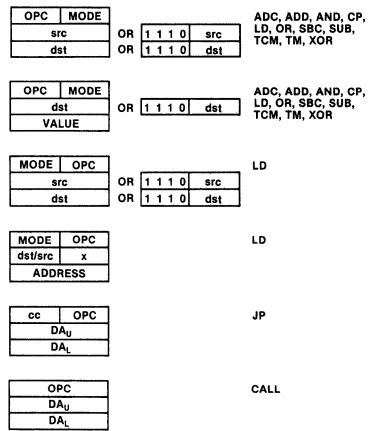 OPC MODE ADC, ADD, AND, CP,
src OR 1 1 1 0 src LD, OR, SBC, SUB,
dst OR 1 1 1 0 dst TCM, TM, XOR
OPC MODE ADC, ADD, AND, CP,
dst OR 1 1 1 0 dst LD, OR, SBC, SUB,
VALUE TCM, TM, XOR
MODE OPC LD
src OR 1 1 1 0 src
dst OR 1 1 1 0 dst
MODE OPC LD
dst/src x
ADDRESS
cc OPC JP
DAU
DAL
OPC CALL
DAU
DAL